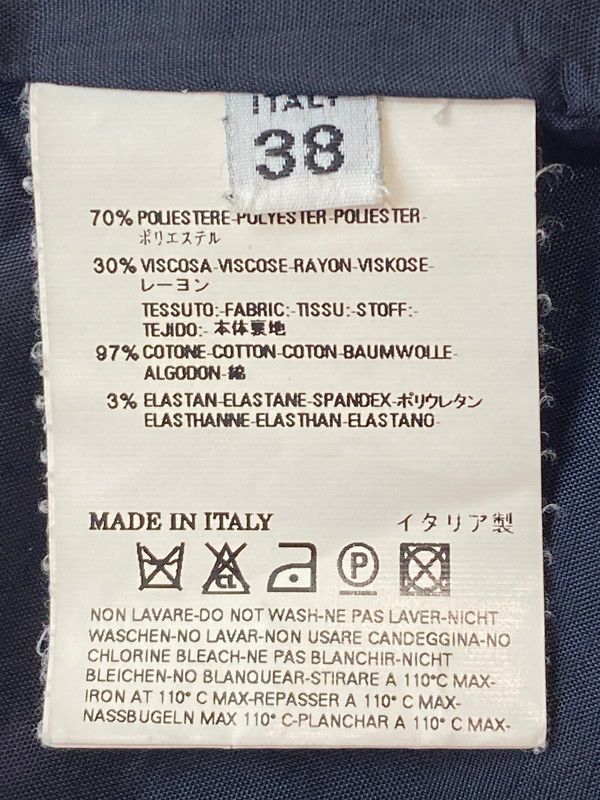 ITALY
38
70% POLIESTERE-POLYESTER-POLIESTER-
ポリエステル
30% VISCOSA-VISCOSE-RAYON-VISKOSE-
レーヨン
TESSUTO:-FABRIC:-TISSU:-STOFF:-
TEJIDO:- 本体裏地
97% COTONE-COTTON-COTON-BAUMWOLLE-
ALGODON-綿
3% ELASTAN-ELASTANE-SPANDEX-ポリウレタン
ELASTHANNE-ELASTHAN-ELASTANO-
MADE IN ITALY イタリア製
CL P
NON LAVARE-DO NOT WASH-NE PAS LAVER-NICHT
WASCHEN-NO LAVAR-NON USARE CANDEGGINA-NO
CHLORINE BLEACH-NE PAS BLANCHIR-NICHT
BLEICHEN-NO BLANQUEAR-STIRARE A 110°C MAX-
IRON AT 110° C MAX-REPASSER A 110° C MAX-
NASSBUGELN MAX 110° C-PLANCHAR A 110° C MAX-